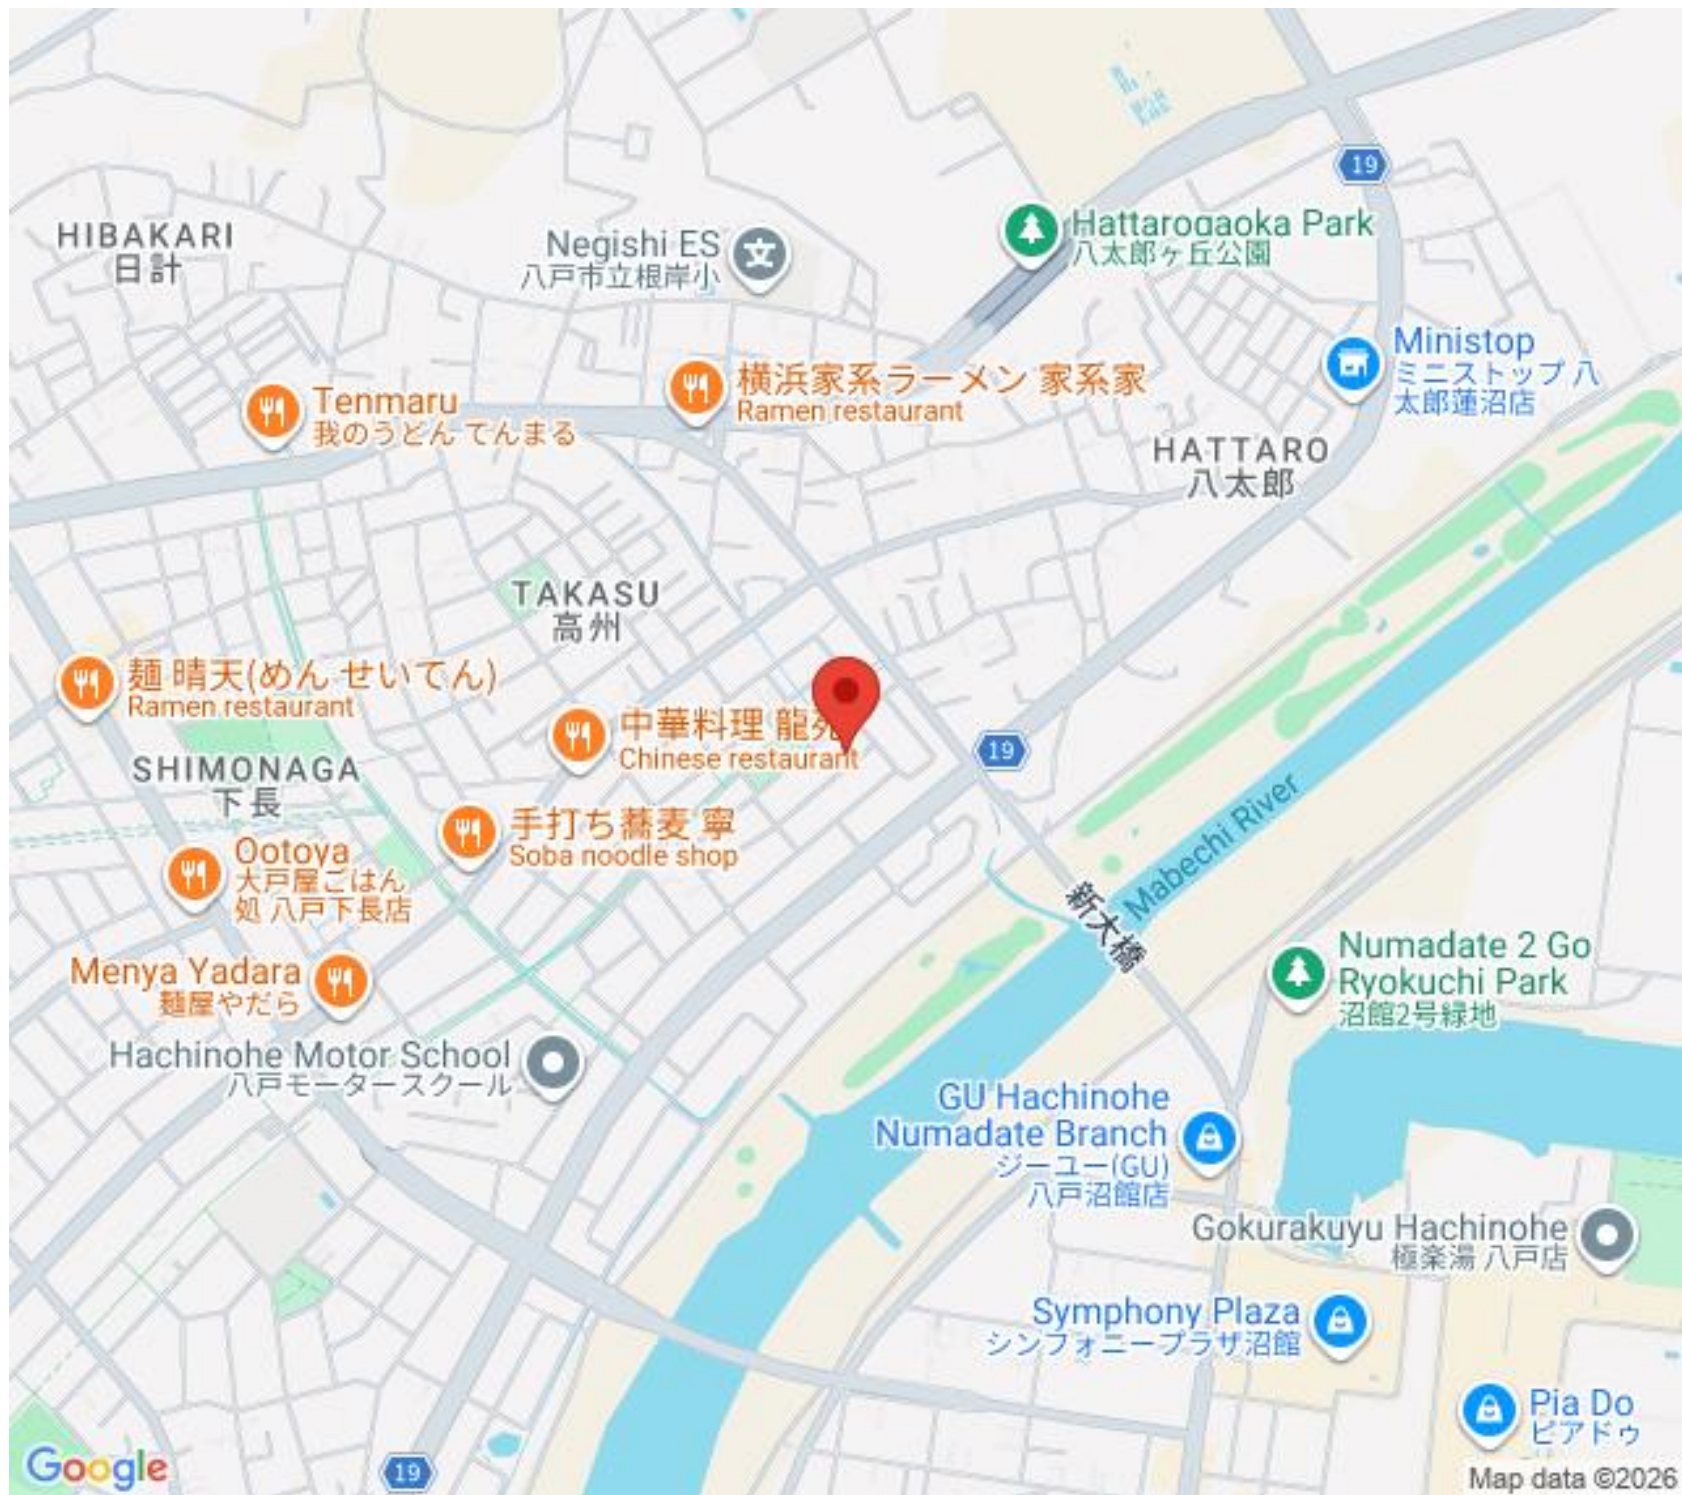 19
Hattarogaoka Park
八太郎ヶ丘公園
HIBAKARI
日計
Negishi ES
八戸市立根岸小
Ministop
ミニストップ 八
太郎蓮沼店
横浜家系ラーメン 家系家
Ramen restaurant
Tenmaru
我のうどん てんまる
HATTARO
八太郎
TAKASU
高州
麺 晴天(めん せいてん)
Ramen restaurant
中華料理 龍苑
Chinese restaurant
19
SHIMONAGA
下長
手打ち蕎麦 寧
Soba noodle shop
Ootoya
大戸屋ごはん
処 八戸下長店
Mabechi River
新大橋
Menya Yadara
麺屋やだら
Numadate 2 Go
Ryokuchi Park
沼館2号緑地
Hachinohe Motor School
八戸モータースクール
GU Hachinohe
Numadate Branch
ジーユー(GU)
八戸沼館店
Gokurakuyu Hachinohe
極楽湯 八戸店
Symphony Plaza
シンフォニープラザ沼館
Pia Do
ピアドゥ
Google
19
Map data ©2026